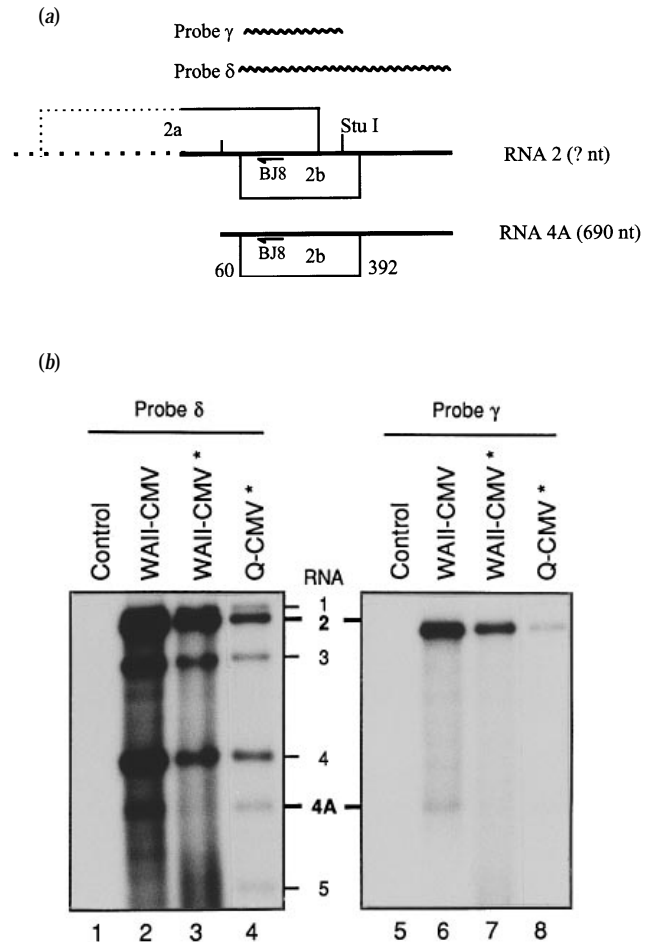 (a)
Probe γ
Probe δ
2a
Stu I
BJ8
2b
RNA 2 (? nt)
BJ8
2b
RNA 4A (690 nt)
60
392
(b)
Probe δ
Probe γ
Control
WAII-CMV
WAII-CMV*
Q-CMV*
RNA
Control
WAII-CMV
WAII-CMV*
Q-CMV*
1
2
3
4
4A
5
1 2 3 4 5 6 7 8